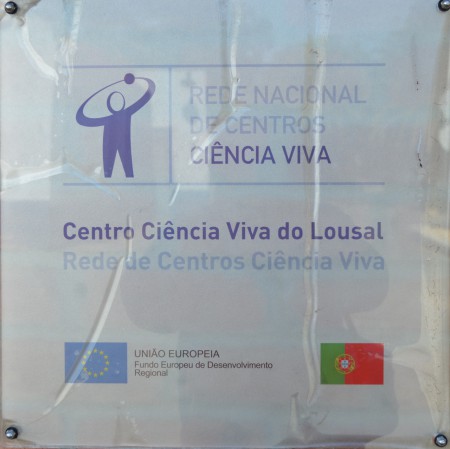 REDE NACIONAL
DE CENTROS
CIÊNCIA VIVA
Centro Ciência Viva do Lousal
Rede de Centros Ciência Viva
UNIÃO EUROPEIA
Fundo Europeu de Desenvolvimento
Regional